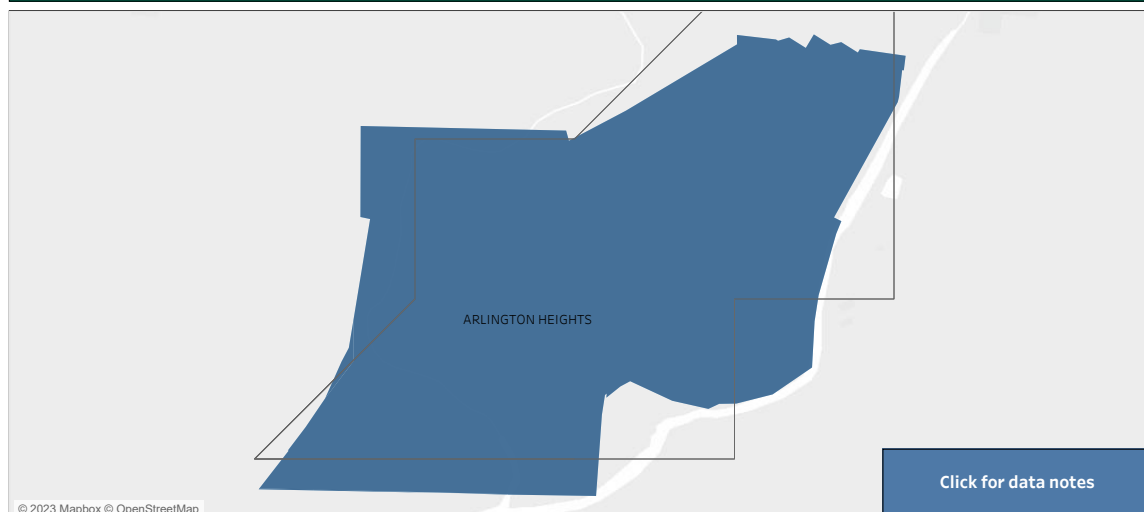 ARLINGTON HEIGHTS
Click for data notes
© 2023 Mapbox © OpenStreetMap